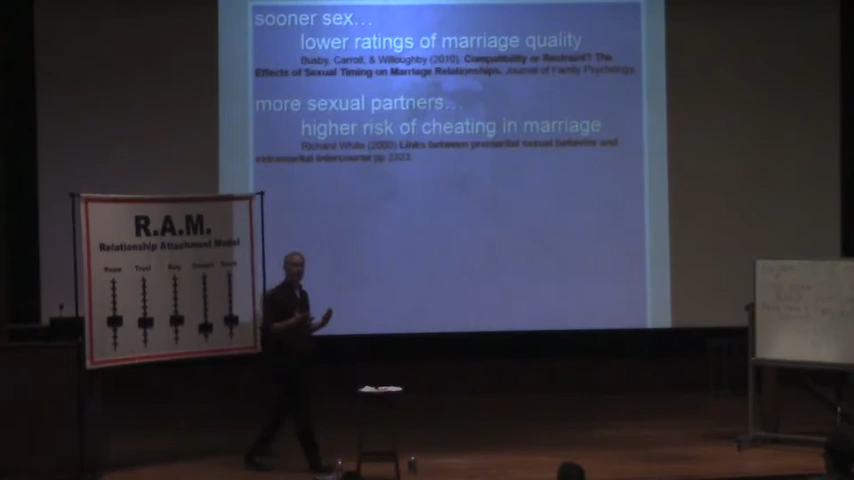 sooner sex...
lower ratings of marriage quality
Busby, Carroll, & Willoughby (2010). Compatibility or Restraint? The
Effects of Sexual Timing on Marriage Relationships. Journal of Family Psychology.
more sexual partners...
higher risk of cheating in marriage
Richard White (2000) Links between premarital sexual behavior and
extramarital intercourse pp 2323.
R.A.M.
Relationship Attachment Model
Know Trust Rely Commit Touch